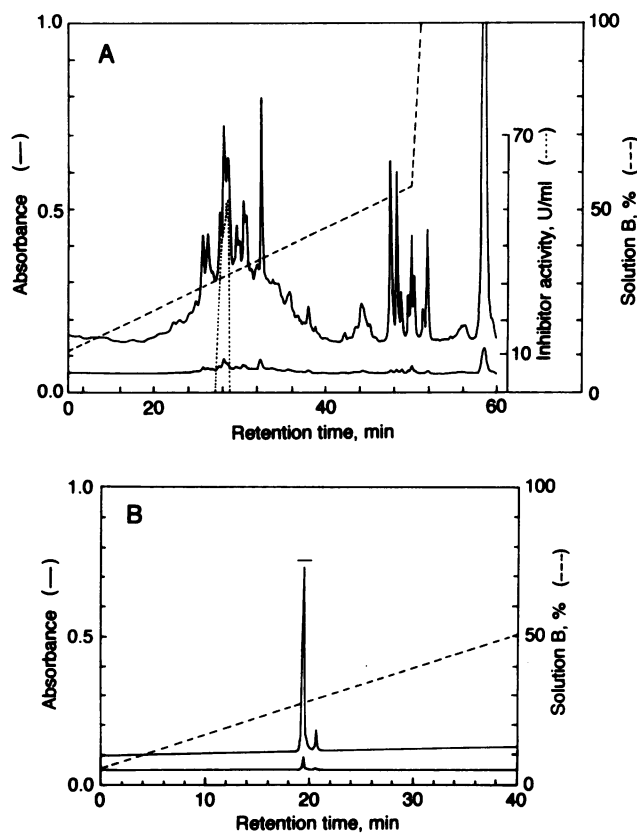 A
1.0
0.5
0.0
Absorbance (—)
0
20
40
60
Retention time, min
70
10
Inhibitor activity, U/ml (·····)
100
50
0
Solution B, % (---)
B
1.0
0.5
0.0
Absorbance (—)
0
10
20
30
40
Retention time, min
100
50
0
Solution B, % (---)